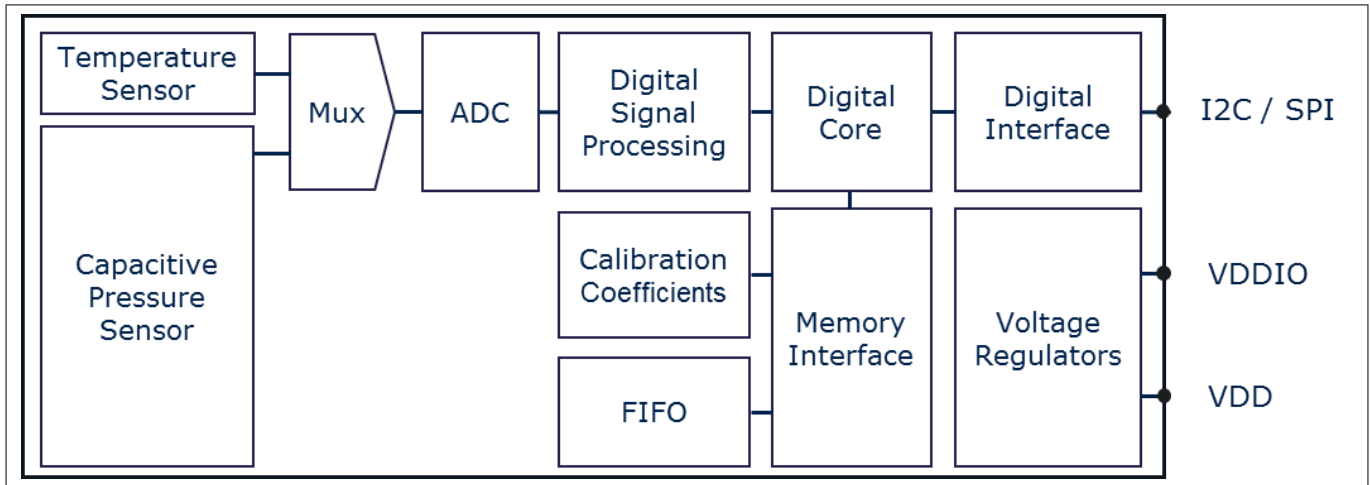 Temperature
Sensor
Mux
ADC
Digital
Signal
Processing
Digital
Core
Digital
Interface
I2C / SPI
Capacitive
Pressure
Sensor
Calibration
Coefficients
Memory
Interface
Voltage
Regulators
VDDIO
FIFO
VDD